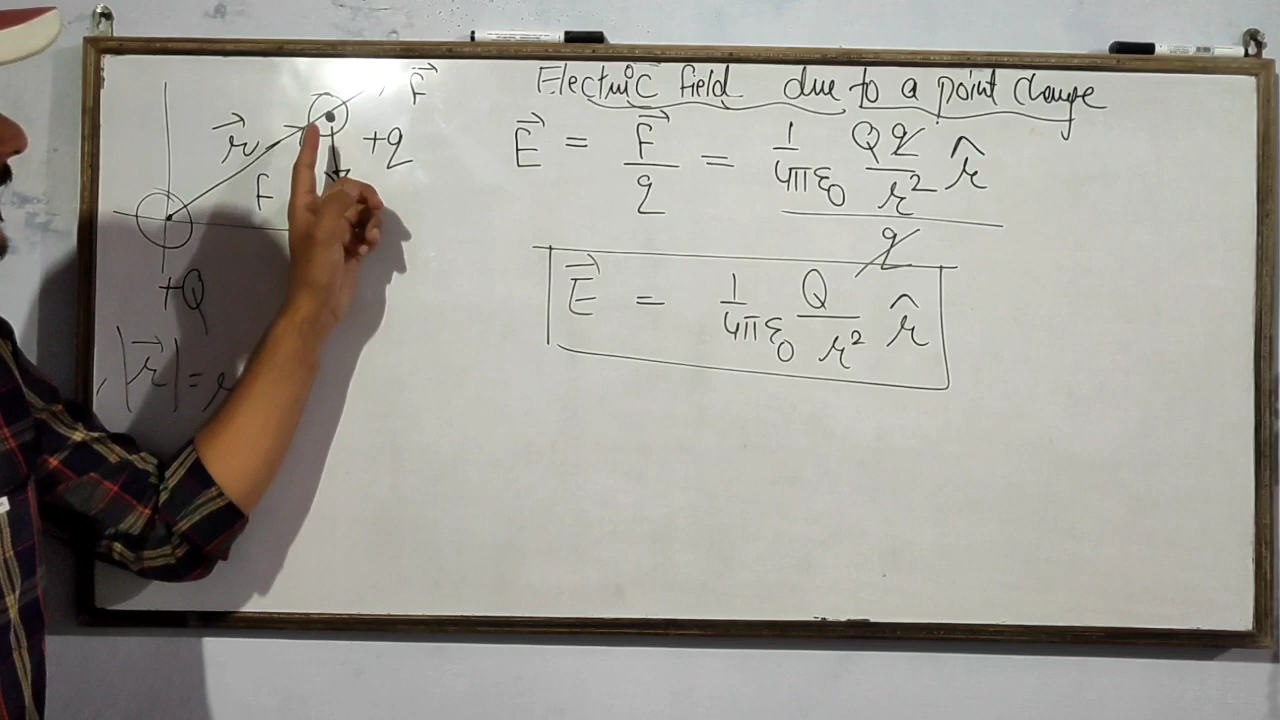 Electric field due to a point charge
E⃗ = F⃗/q = 1/4πε₀ Qq/r² r̂ / q
E⃗ = 1/4πε₀ Q/r² r̂
F⃗
r⃗
+q
F
+Q
|r⃗| = r